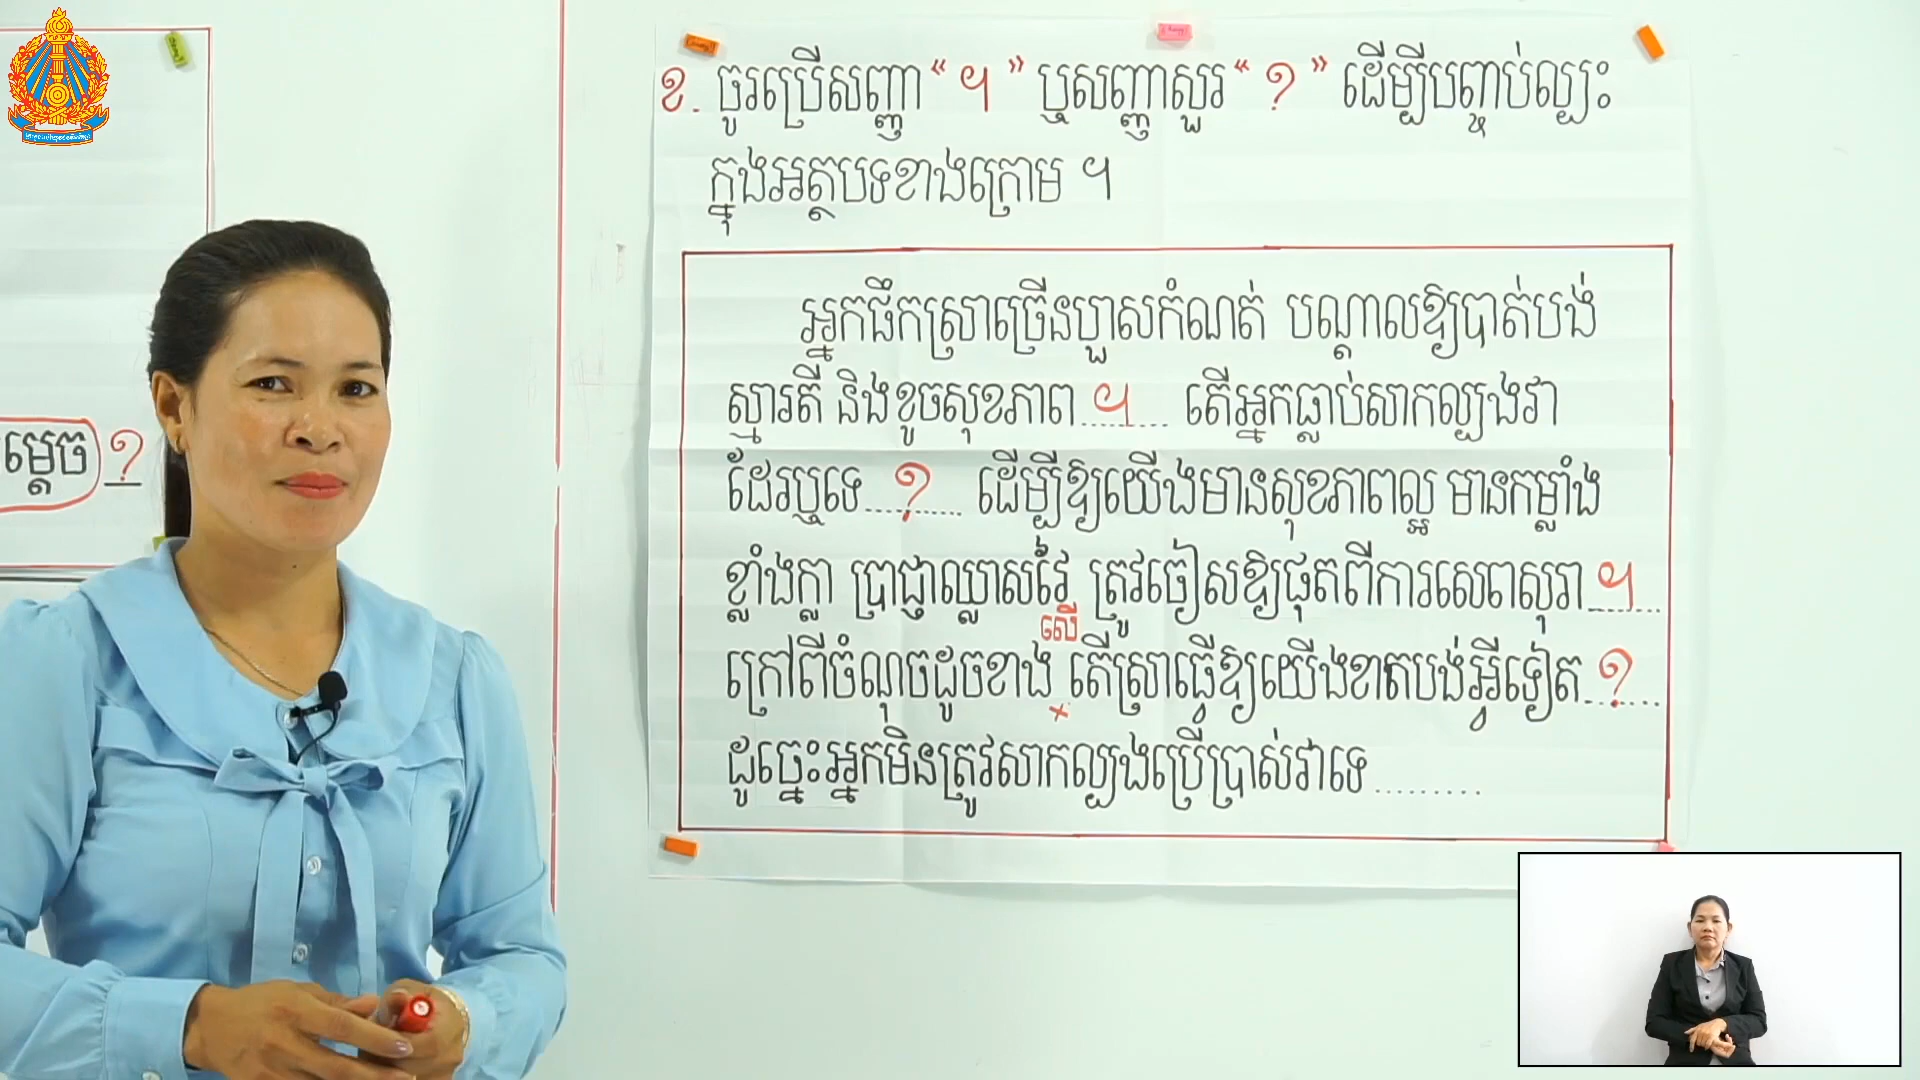 ខ. ចូរប្រើសញ្ញា “ ។ ” ឬសញ្ញាសួរ “ ? ” ដើម្បីបញ្ចប់ល្បះ
ក្នុងអត្ថបទខាងក្រោម ។
អ្នកផឹកស្រាច្រើនហួសកំណត់ បណ្ដាលឱ្យបាត់បង់
ស្មារតី និងខូចសុខភាព ។ តើអ្នកធ្លាប់សាកល្បងវា
ដែរឬទេ ? ដើម្បីឱ្យយើងមានសុខភាពល្អ មានកម្លាំង
ខ្លាំងក្លា ប្រាជ្ញាឈ្លាសវៃ ត្រូវចៀសឱ្យផុតពីការសេពសុរា ។
លើ
ក្រៅពីចំណុចដូចខាង តើស្រាធ្វើឱ្យយើងខាតបង់អ្វីទៀត ?
×
ដូច្នេះអ្នកមិនត្រូវសាកល្បងប្រើប្រាស់វាទេ .........
ម្ដេច ?